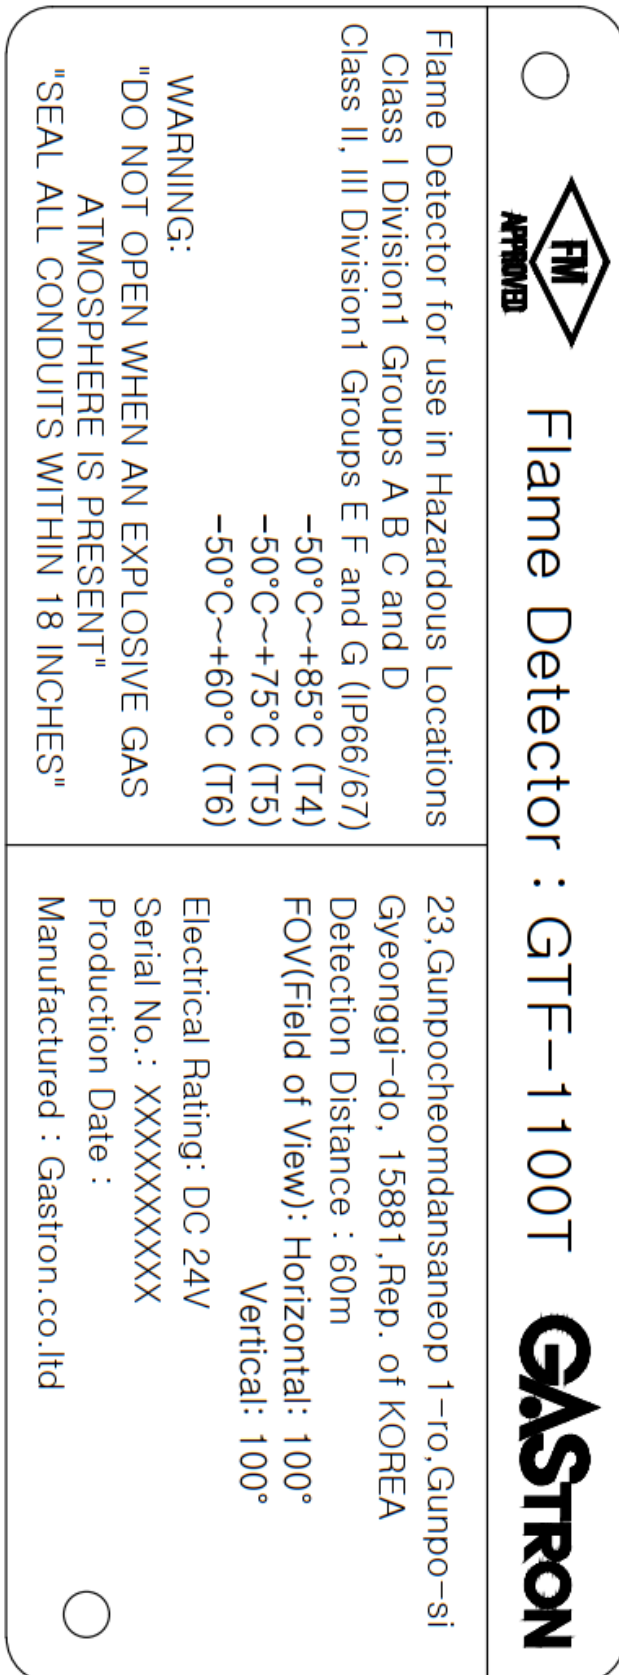 FM
APPROVED
Flame Detector : GTF-1100T
GASTRON
Flame Detector for use in Hazardous Locations
Class I Division1 Groups A B C and D
Class II, III Division1 Groups E F and G (IP66/67)
-50°C~+85°C (T4)
-50°C~+75°C (T5)
-50°C~+60°C (T6)
WARNING:
"DO NOT OPEN WHEN AN EXPLOSIVE GAS
ATMOSPHERE IS PRESENT"
"SEAL ALL CONDUITS WITHIN 18 INCHES"
23,Gunpocheomdansaneop 1-ro,Gunpo-si
Gyeonggi-do, 15881,Rep. of KOREA
Detection Distance : 60m
FOV(Field of View): Horizontal: 100°
Vertical: 100°
Electrical Rating: DC 24V
Serial No.: XXXXXXXXX
Production Date :
Manufactured : Gastron.co.ltd